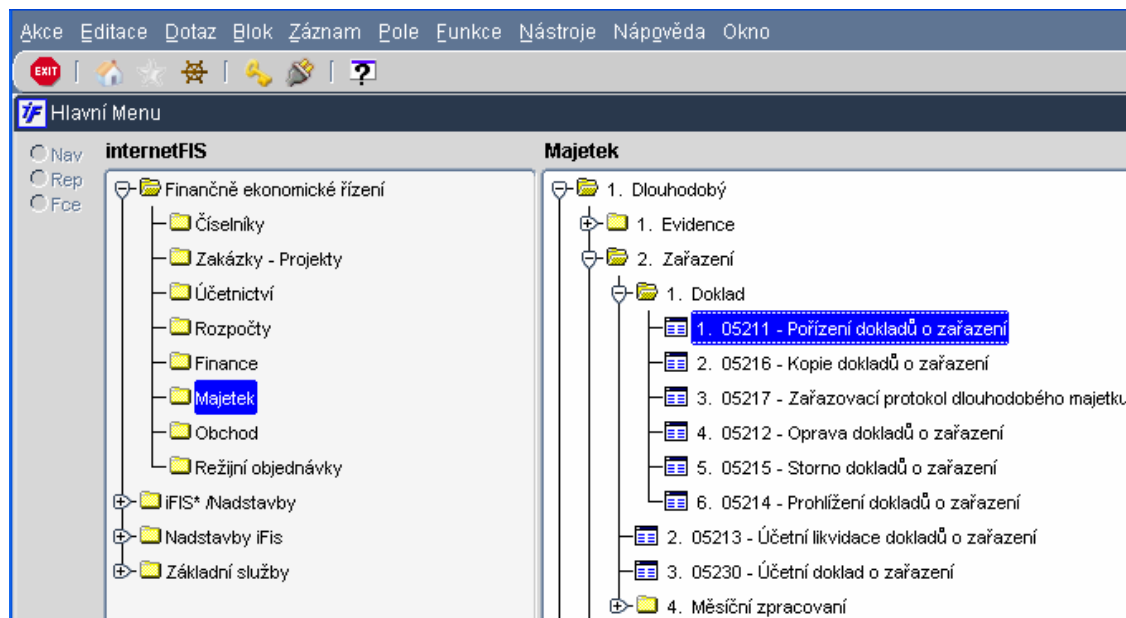 Akce Editace Dotaz Blok Záznam Pole Funkce Nástroje Nápověda Okno
EXIT
Hlavní Menu
Nav
Rep
Fce
internetFIS
Finančně ekonomické řízení
Číselníky
Zakázky - Projekty
Účetnictví
Rozpočty
Finance
Majetek
Obchod
Režijní objednávky
iFIS* /Nadstavby
Nadstavby iFis
Základní služby
Majetek
1. Dlouhodobý
1. Evidence
2. Zařazení
1. Doklad
1. 05211 - Pořízení dokladů o zařazení
2. 05216 - Kopie dokladů o zařazení
3. 05217 - Zařazovací protokol dlouhodobého majetku
4. 05212 - Oprava dokladů o zařazení
5. 05215 - Storno dokladů o zařazení
6. 05214 - Prohlížení dokladů o zařazení
2. 05213 - Účetní likvidace dokladů o zařazení
3. 05230 - Účetní doklad o zařazení
4. Měsíční zpracovaní